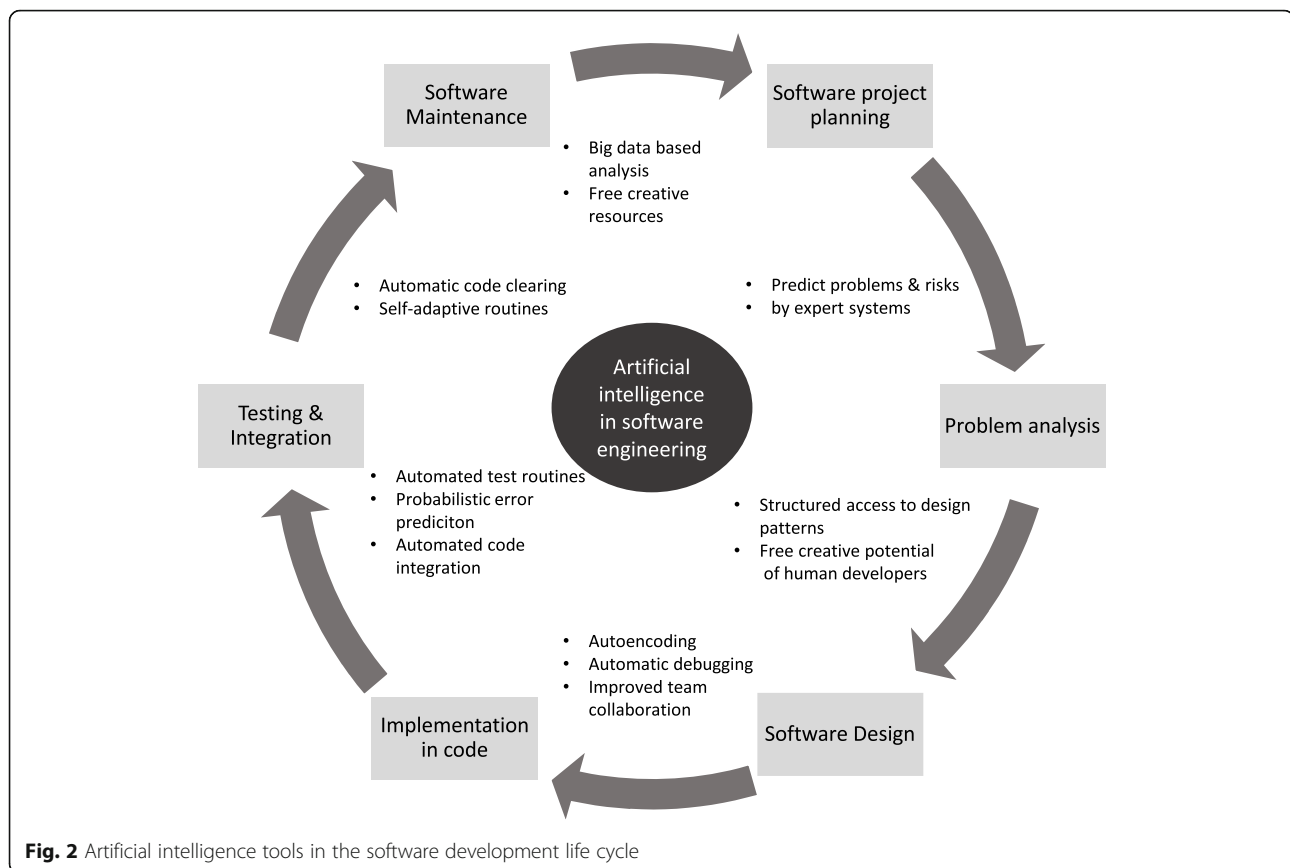 Software
Maintenance
Software project
planning
• Big data based
analysis
• Free creative
resources
• Automatic code clearing
• Self-adaptive routines
• Predict problems & risks
• by expert systems
Artificial
intelligence
in software
engineering
Testing &
Integration
Problem analysis
• Automated test routines
• Probabilistic error
prediciton
• Automated code
integration
• Structured access to design
patterns
• Free creative potential
of human developers
• Autoencoding
• Automatic debugging
• Improved team
collaboration
Implementation
in code
Software Design
Fig. 2 Artificial intelligence tools in the software development life cycle